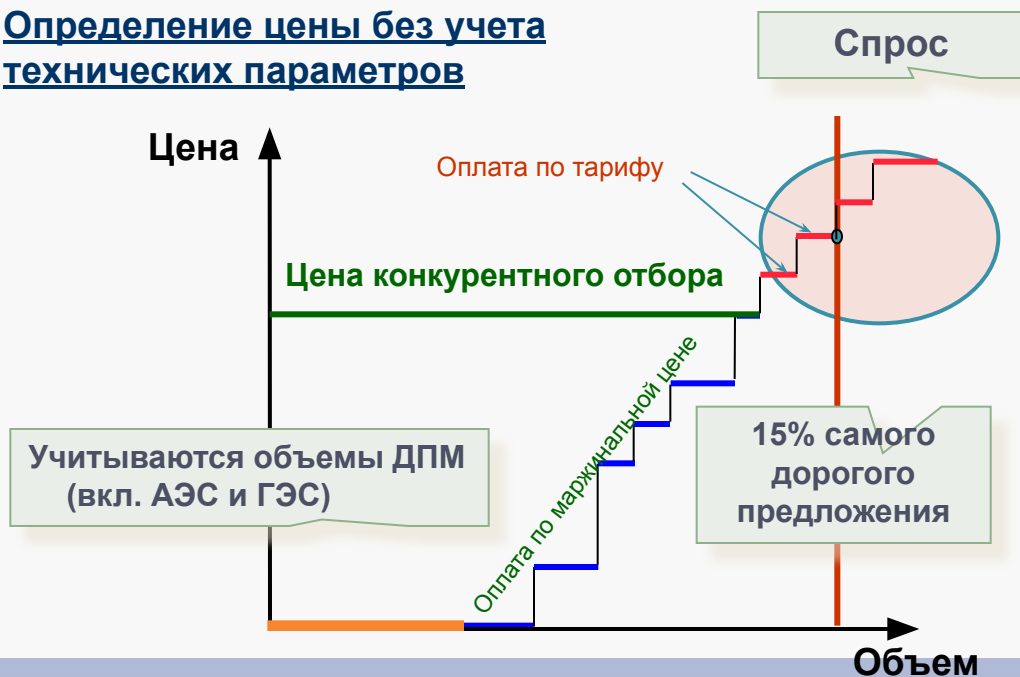 Определение цены без учета
технических параметров
Спрос
Цена
Оплата по тарифу
Цена конкурентного отбора
Оплата по маржинальной цене
Учитываются объемы ДПМ
(вкл. АЭС и ГЭС)
15% самого
дорогого
предложения
Объем